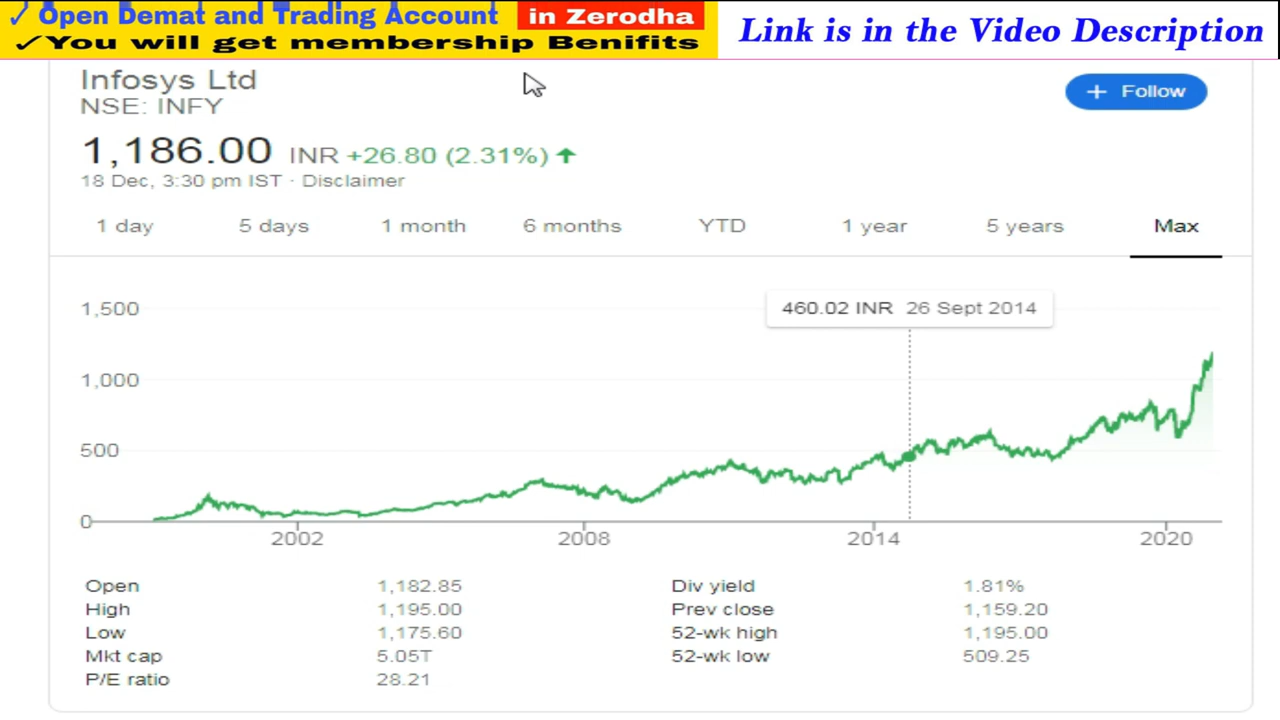 ✓ Open Demat and Trading Account in Zerodha
✓You will get membership Benifits
Link is in the Video Description
Infosys Ltd
NSE: INFY
+ Follow
1,186.00 INR +26.80 (2.31%) ↑
18 Dec, 3:30 pm IST · Disclaimer
1 day 5 days 1 month 6 months YTD 1 year 5 years Max
460.02 INR 26 Sept 2014
1,500
1,000
500
0
2002 2008 2014 2020
Open 1,182.85 Div yield 1.81%
High 1,195.00 Prev close 1,159.20
Low 1,175.60 52-wk high 1,195.00
Mkt cap 5.05T 52-wk low 509.25
P/E ratio 28.21